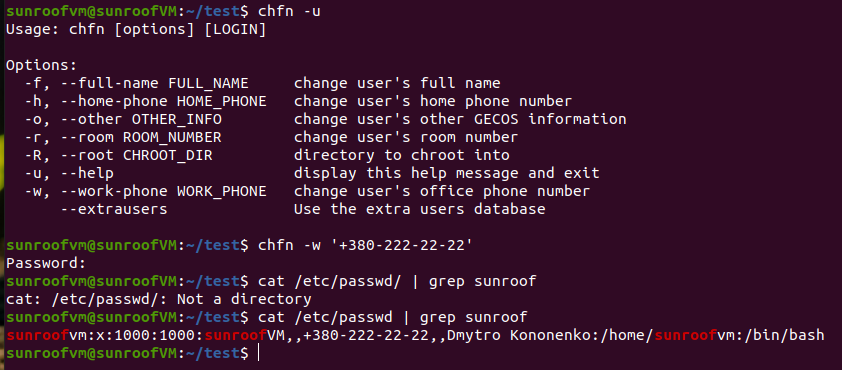 sunroofvm@sunroofVM:~/test$ chfn -u
Usage: chfn [options] [LOGIN]
Options:
-f, --full-name FULL_NAME change user's full name
-h, --home-phone HOME_PHONE change user's home phone number
-o, --other OTHER_INFO change user's other GECOS information
-r, --room ROOM_NUMBER change user's room number
-R, --root CHROOT_DIR directory to chroot into
-u, --help display this help message and exit
-w, --work-phone WORK_PHONE change user's office phone number
--extrausers Use the extra users database
sunroofvm@sunroofVM:~/test$ chfn -w '+380-222-22-22'
Password:
sunroofvm@sunroofVM:~/test$ cat /etc/passwd/ | grep sunroof
cat: /etc/passwd/: Not a directory
sunroofvm@sunroofVM:~/test$ cat /etc/passwd | grep sunroof
sunroofvm:x:1000:1000:sunroofVM,,+380-222-22-22,,Dmytro Kononenko:/home/sunroofvm:/bin/bash
sunroofvm@sunroofVM:~/test$